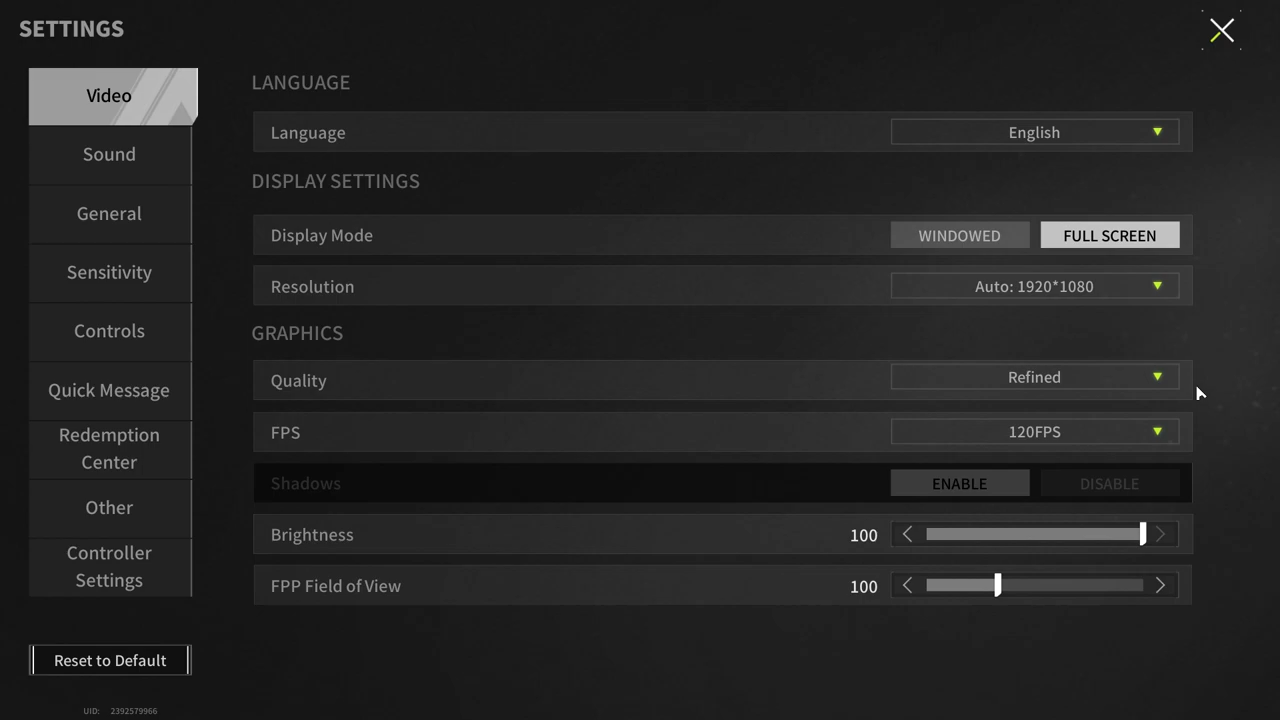 SETTINGS
Video
Sound
General
Sensitivity
Controls
Quick Message
Redemption
Center
Other
Controller
Settings
Reset to Default
UID: 2392579966
LANGUAGE
Language English
DISPLAY SETTINGS
Display Mode WINDOWED FULL SCREEN
Resolution Auto: 1920*1080
GRAPHICS
Quality Refined
FPS 120FPS
Shadows ENABLE DISABLE
Brightness 100
FPP Field of View 100